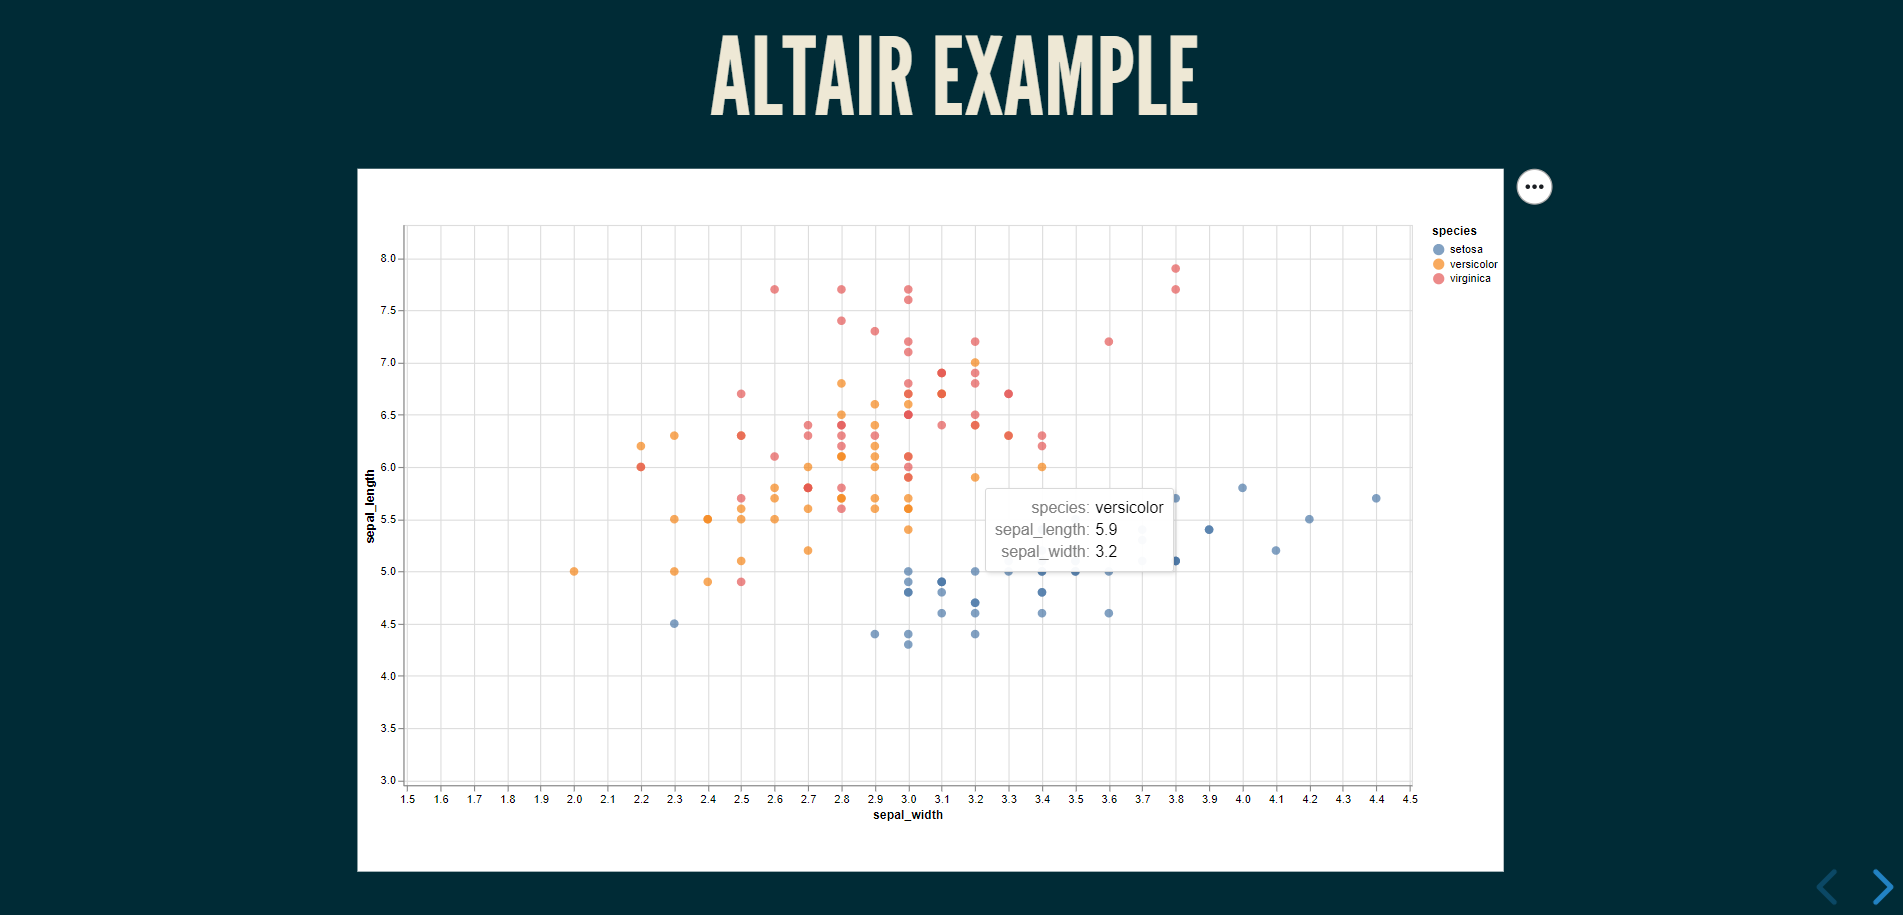 ALTAIR EXAMPLE
species
setosa
versicolor
virginica
8.0
7.5
7.0
6.5
6.0
5.5
5.0
4.5
4.0
3.5
3.0
sepal_length
species: versicolor
sepal_length: 5.9
sepal_width: 3.2
1.5 1.6 1.7 1.8 1.9 2.0 2.1 2.2 2.3 2.4 2.5 2.6 2.7 2.8 2.9 3.0 3.1 3.2 3.3 3.4 3.5 3.6 3.7 3.8 3.9 4.0 4.1 4.2 4.3 4.4 4.5
sepal_width